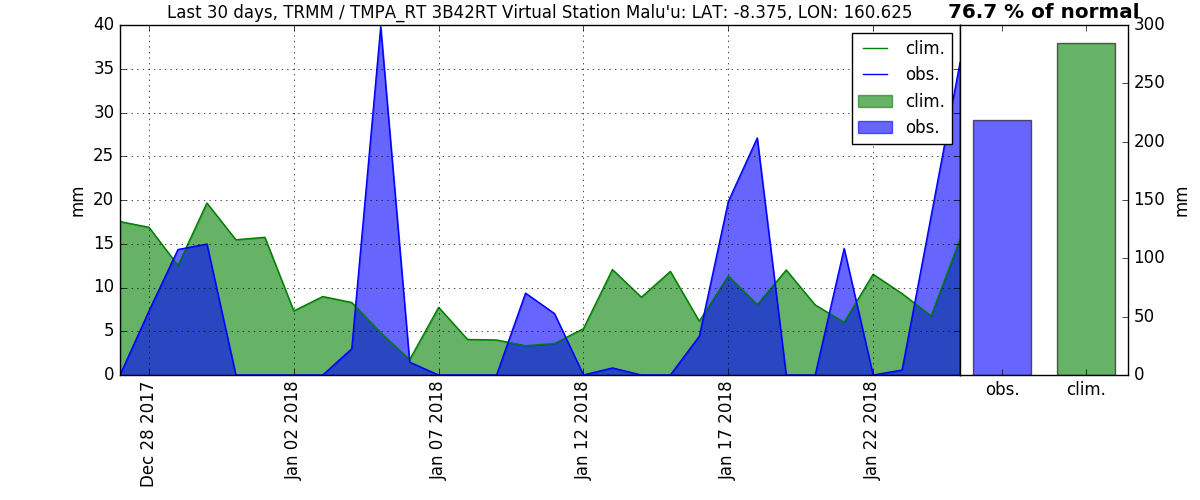 Last 30 days, TRMM / TMPA_RT 3B42RT Virtual Station Malu'u: LAT: -8.375, LON: 160.625
76.7 % of normal
40
35
30
25
20
15
10
5
0
mm
clim.
obs.
clim.
obs.
Dec 28 2017
Jan 02 2018
Jan 07 2018
Jan 12 2018
Jan 17 2018
Jan 22 2018
300
250
200
150
100
50
0
mm
obs.
clim.